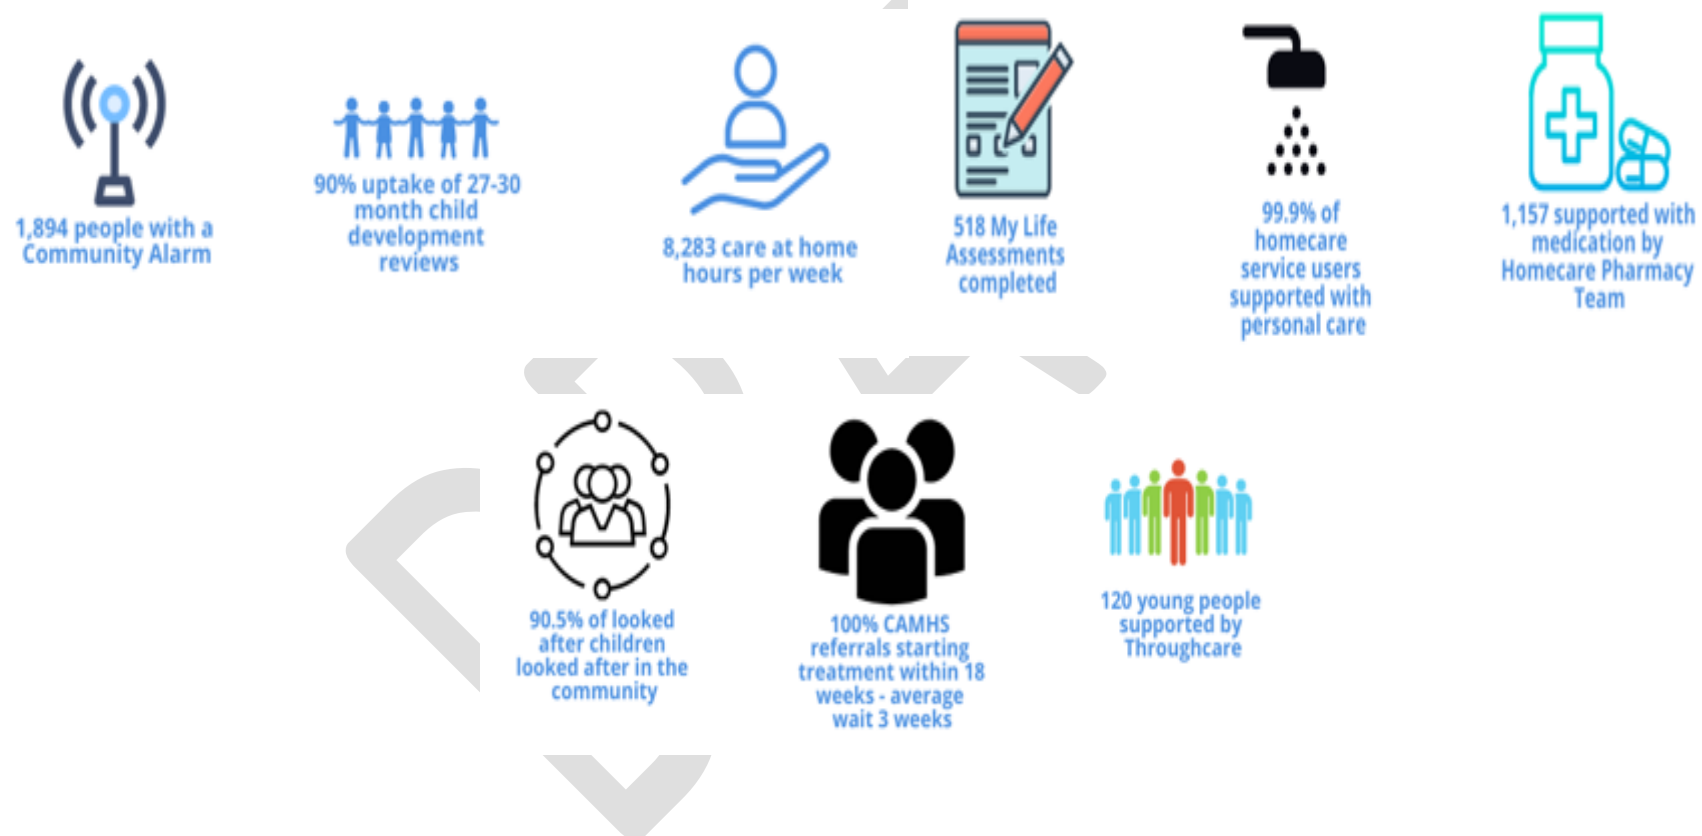 1,894 people with a
Community Alarm
90% uptake of 27-30
month child
development
reviews
8,283 care at home
hours per week
518 My Life
Assessments
completed
99.9% of
homecare
service users
supported with
personal care
1,157 supported with
medication by
Homecare Pharmacy
Team
90.5% of looked
after children
looked after in the
community
100% CAMHS
referrals starting
treatment within 18
weeks - average
wait 3 weeks
120 young people
supported by
Throughcare